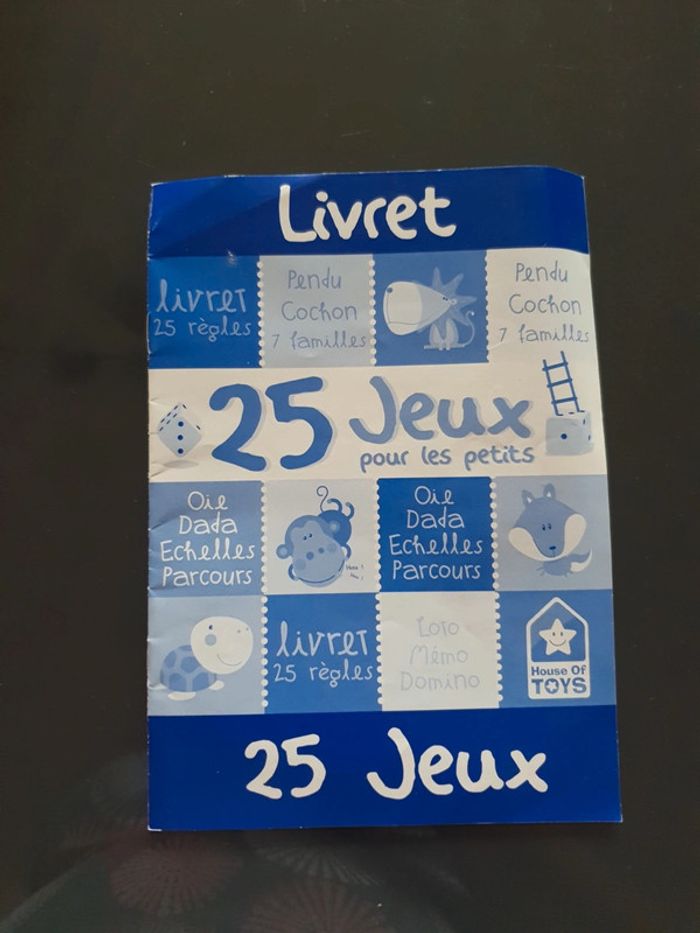 Livret
livret
25 règles
Pendu
Cochon
7 familles
Pendu
Cochon
7 familles
25 Jeux
pour les petits
Oie
Dada
Echelles
Parcours
Oie
Dada
Echelles
Parcours
livret
25 règles
Loto
Mémo
Domino
House Of
TOYS
25 Jeux